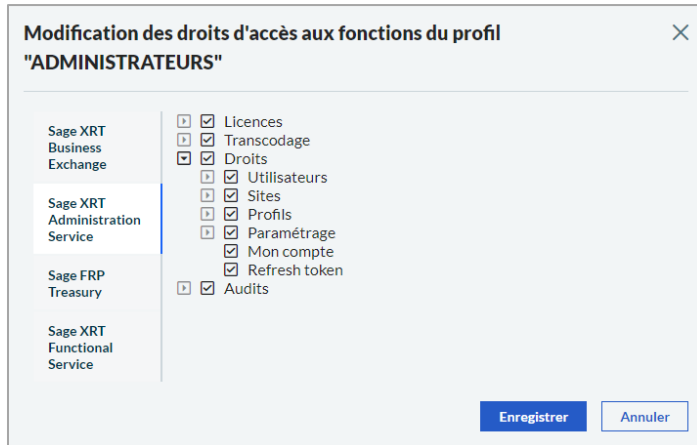 Modification des droits d'accès aux fonctions du profil
"ADMINISTRATEURS"
Sage XRT
Business
Exchange
Sage XRT
Administration
Service
Sage FRP
Treasury
Sage XRT
Functional
Service
Licences
Transcodage
Droits
Utilisateurs
Sites
Profils
Paramétrage
Mon compte
Refresh token
Audits
Enregistrer
Annuler